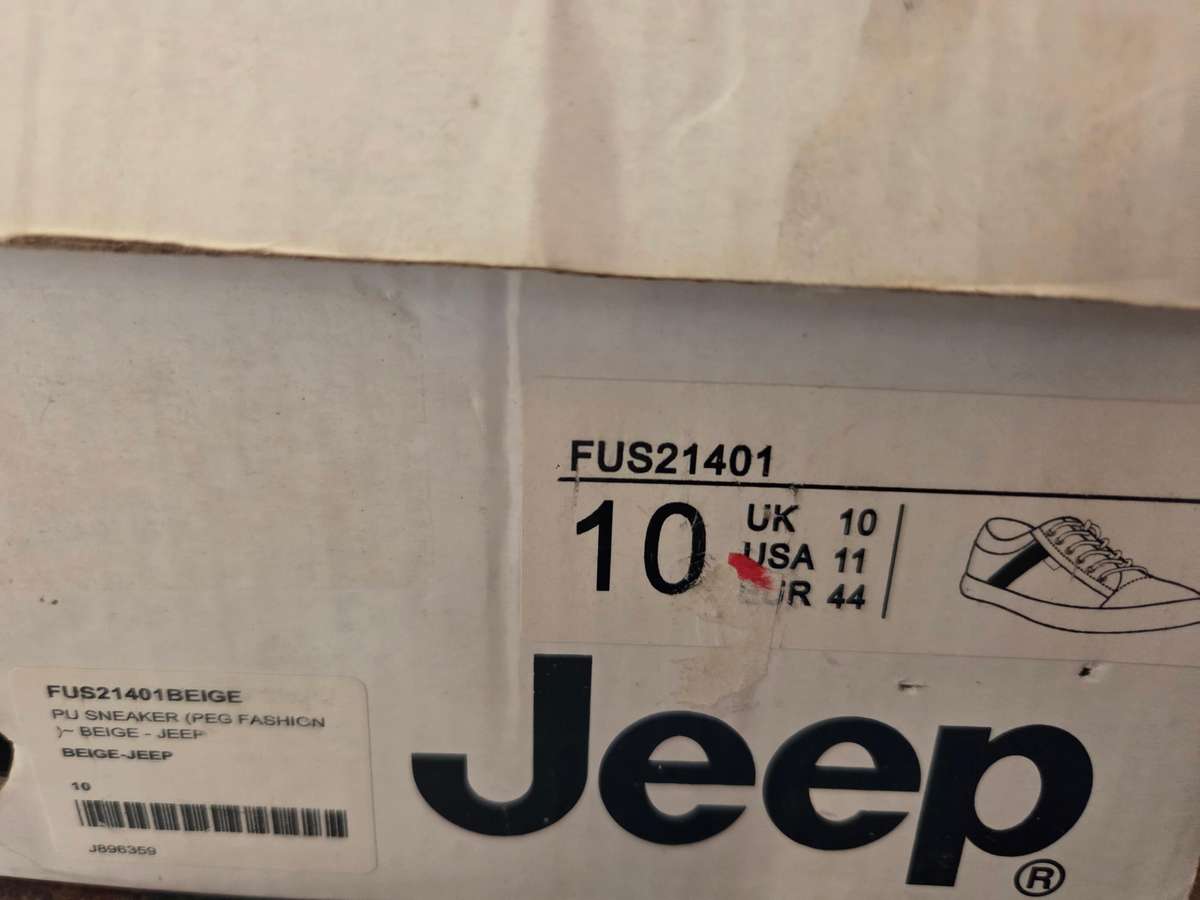 FUS21401
10
UK 10
USA 11
EUR 44
Jeep
®
FUS21401BEIGE
PU SNEAKER (PEG FASHION
)~ BEIGE - JEEP
BEIGE-JEEP
10
J896359